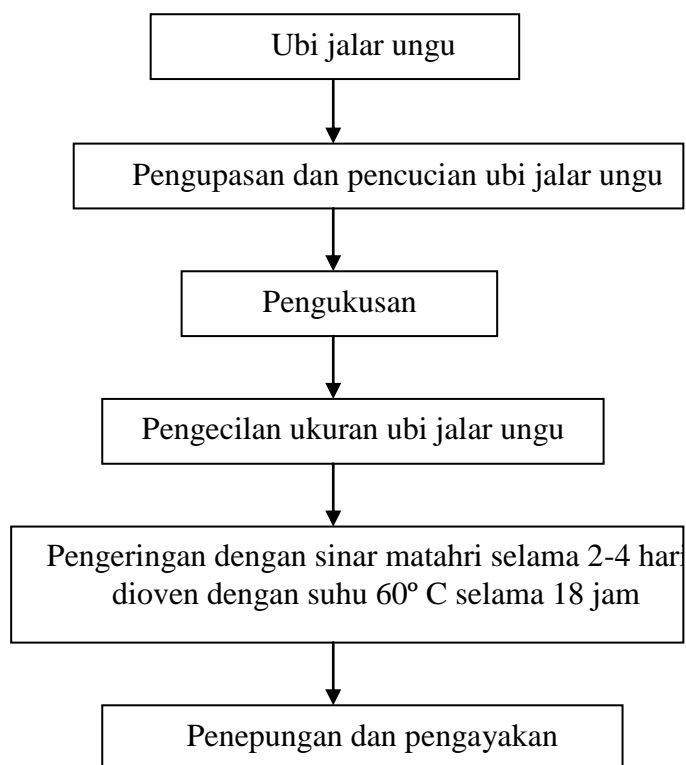 Ubi jalar ungu
Pengupasan dan pencucian ubi jalar ungu
Pengukusan
Pengecilan ukuran ubi jalar ungu
Pengeringan dengan sinar matahri selama 2-4 hari
dioven dengan suhu 60º C selama 18 jam
Penepungan dan pengayakan